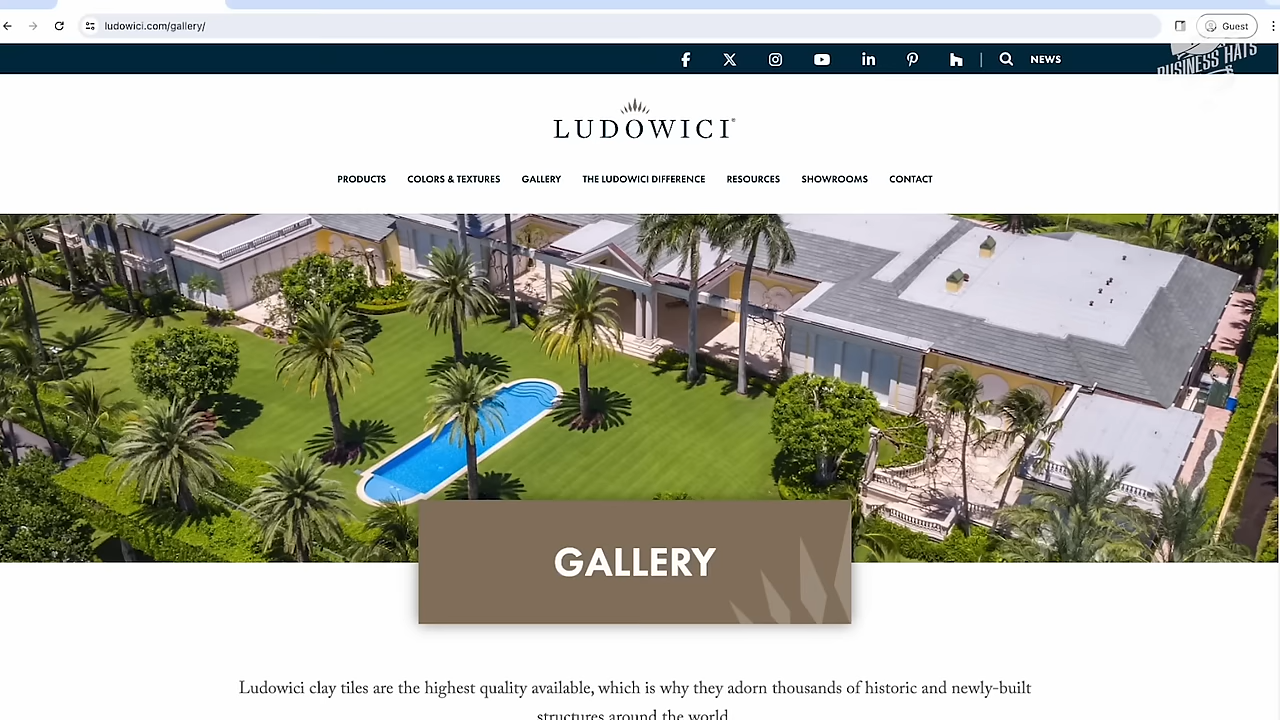 ludowici.com/gallery/
Guest
NEWS
BUSINESS HATS
LUDOWICI
PRODUCTS COLORS & TEXTURES GALLERY THE LUDOWICI DIFFERENCE RESOURCES SHOWROOMS CONTACT
GALLERY
Ludowici clay tiles are the highest quality available, which is why they adorn thousands of historic and newly-built
structures around the world.